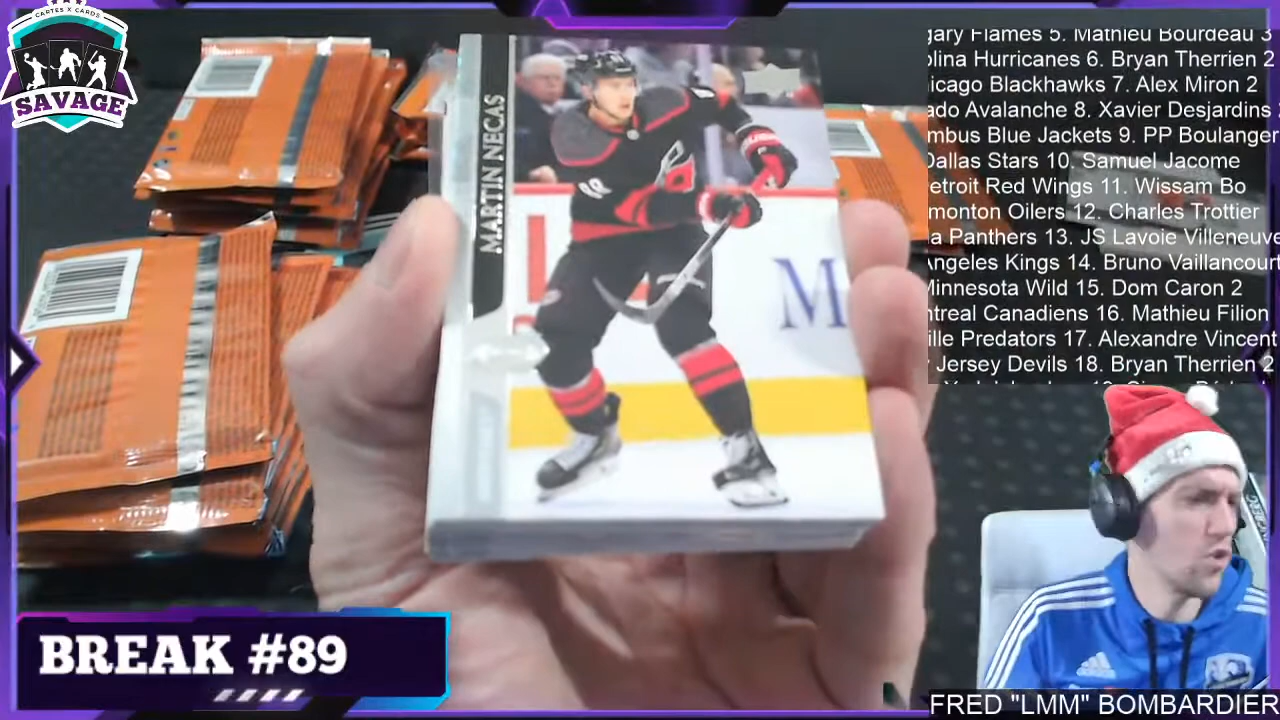 CARTES X CARDS
SAVAGE
MARTIN NECAS
M
gary Flames 5. Mathieu Bourdeau 3
olina Hurricanes 6. Bryan Therrien 2
icago Blackhawks 7. Alex Miron 2
ado Avalanche 8. Xavier Desjardins
mbus Blue Jackets 9. PP Boulanger
Dallas Stars 10. Samuel Jacome
etroit Red Wings 11. Wissam Bo
monton Oilers 12. Charles Trottier
a Panthers 13. JS Lavoie Villeneuve
Angeles Kings 14. Bruno Vaillancour
Minnesota Wild 15. Dom Caron 2
ntreal Canadiens 16. Mathieu Filion
ille Predators 17. Alexandre Vincent
Jersey Devils 18. Bryan Therrien 2
BREAK #89
adidas
FRED "LMM" BOMBARDIER